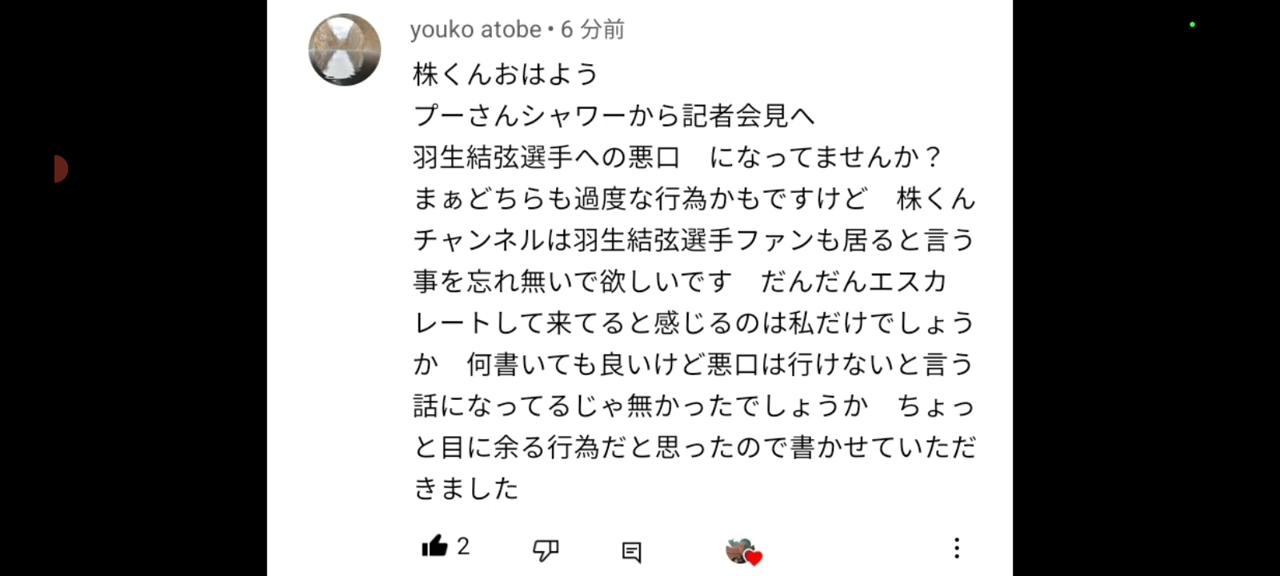 youko atobe • 6 分前
株くんおはよう
プーさんシャワーから記者会見へ
羽生結弦選手への悪口　になってませんか？
まぁどちらも過度な行為かもですけど　株くん
チャンネルは羽生結弦選手ファンも居ると言う
事を忘れ無いで欲しいです　だんだんエスカ
レートして来てると感じるのは私だけでしょう
か　何書いても良いけど悪口は行けないと言う
話になってるじゃ無かったでしょうか　ちょっ
と目に余る行為だと思ったので書かせていただ
きました
2